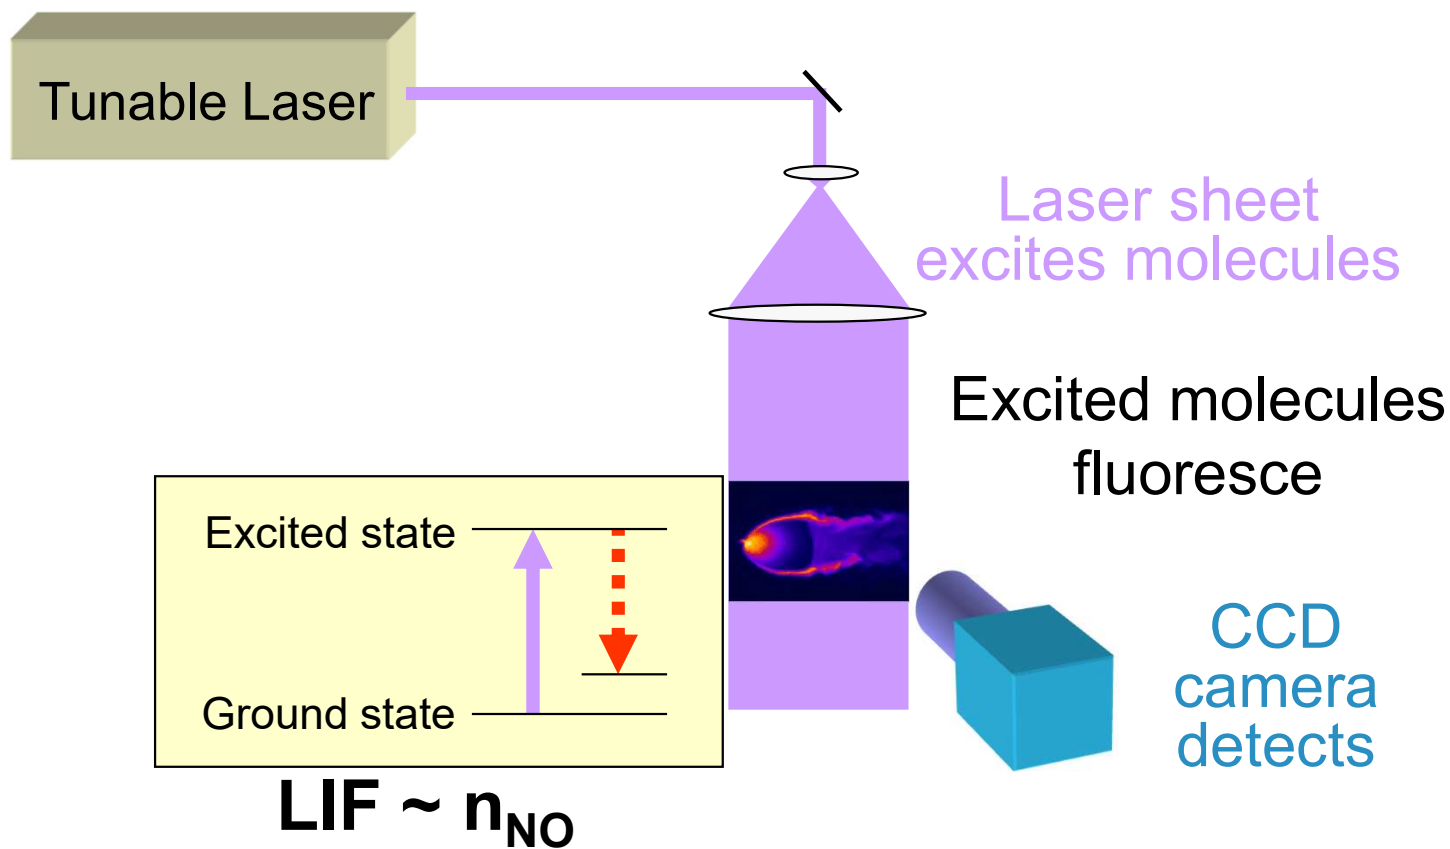 Tunable Laser
Laser sheet
excites molecules
Excited molecules
fluoresce
Excited state
Ground state
CCD
camera
detects
LIF ~ nNO